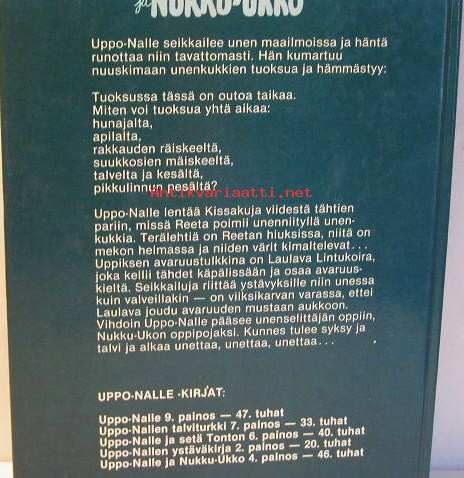 ja NUKKU-UKKO
Uppo-Nalle seikkailee unen maailmoissa ja häntä
runottaa niin tavattomasti. Hän kumartuu
nuuskimaan unenkukkien tuoksua ja hämmästyy:
Tuoksussa tässä on outoa taikaa.
Miten voi tuoksua yhtä aikaa:
hunajalta,
apilalta,
rakkauden räiskeeltä,
suukkosien mäiskeeltä,
talvelta ja kesältä,
pikkulinnun pesältä?
Antikvariaatti.net
Uppo-Nalle lentää Kissakuja viidestä tähtien
pariin, missä Reeta poimii unenniityllä unen-
kukkia. Terälehtiä on Reetan hiuksissa, niitä on
mekon helmassa ja niiden värit kimaltelevat...
Uppiksen avaruustulkkina on Laulava Lintukoira,
joka kellii tähdet käpälissään ja osaa avaruus-
kieltä. Seikkailuja riittää ystävyksille niin unessa
kuin valveillakin — on viiksikarvan varassa, ettei
Laulava joudu avaruuden mustaan aukkoon.
Vihdoin Uppo-Nalle pääsee unenselittäjän oppiin,
Nukku-Ukon oppipojaksi. Kunnes tulee syksy ja
talvi ja alkaa unettaa, unettaa, unettaa...
UPPO-NALLE -KIRJAT:
Uppo-Nalle 9. painos — 47. tuhat
Uppo-Nallen talviturkki 7. painos — 33. tuhat
Uppo-Nalle ja setä Tonton 6. painos — 40. tuhat
Uppo-Nallen ystäväkirja 2. painos — 20. tuhat
Uppo-Nalle ja Nukku-Ukko 4. painos — 46. tuhat